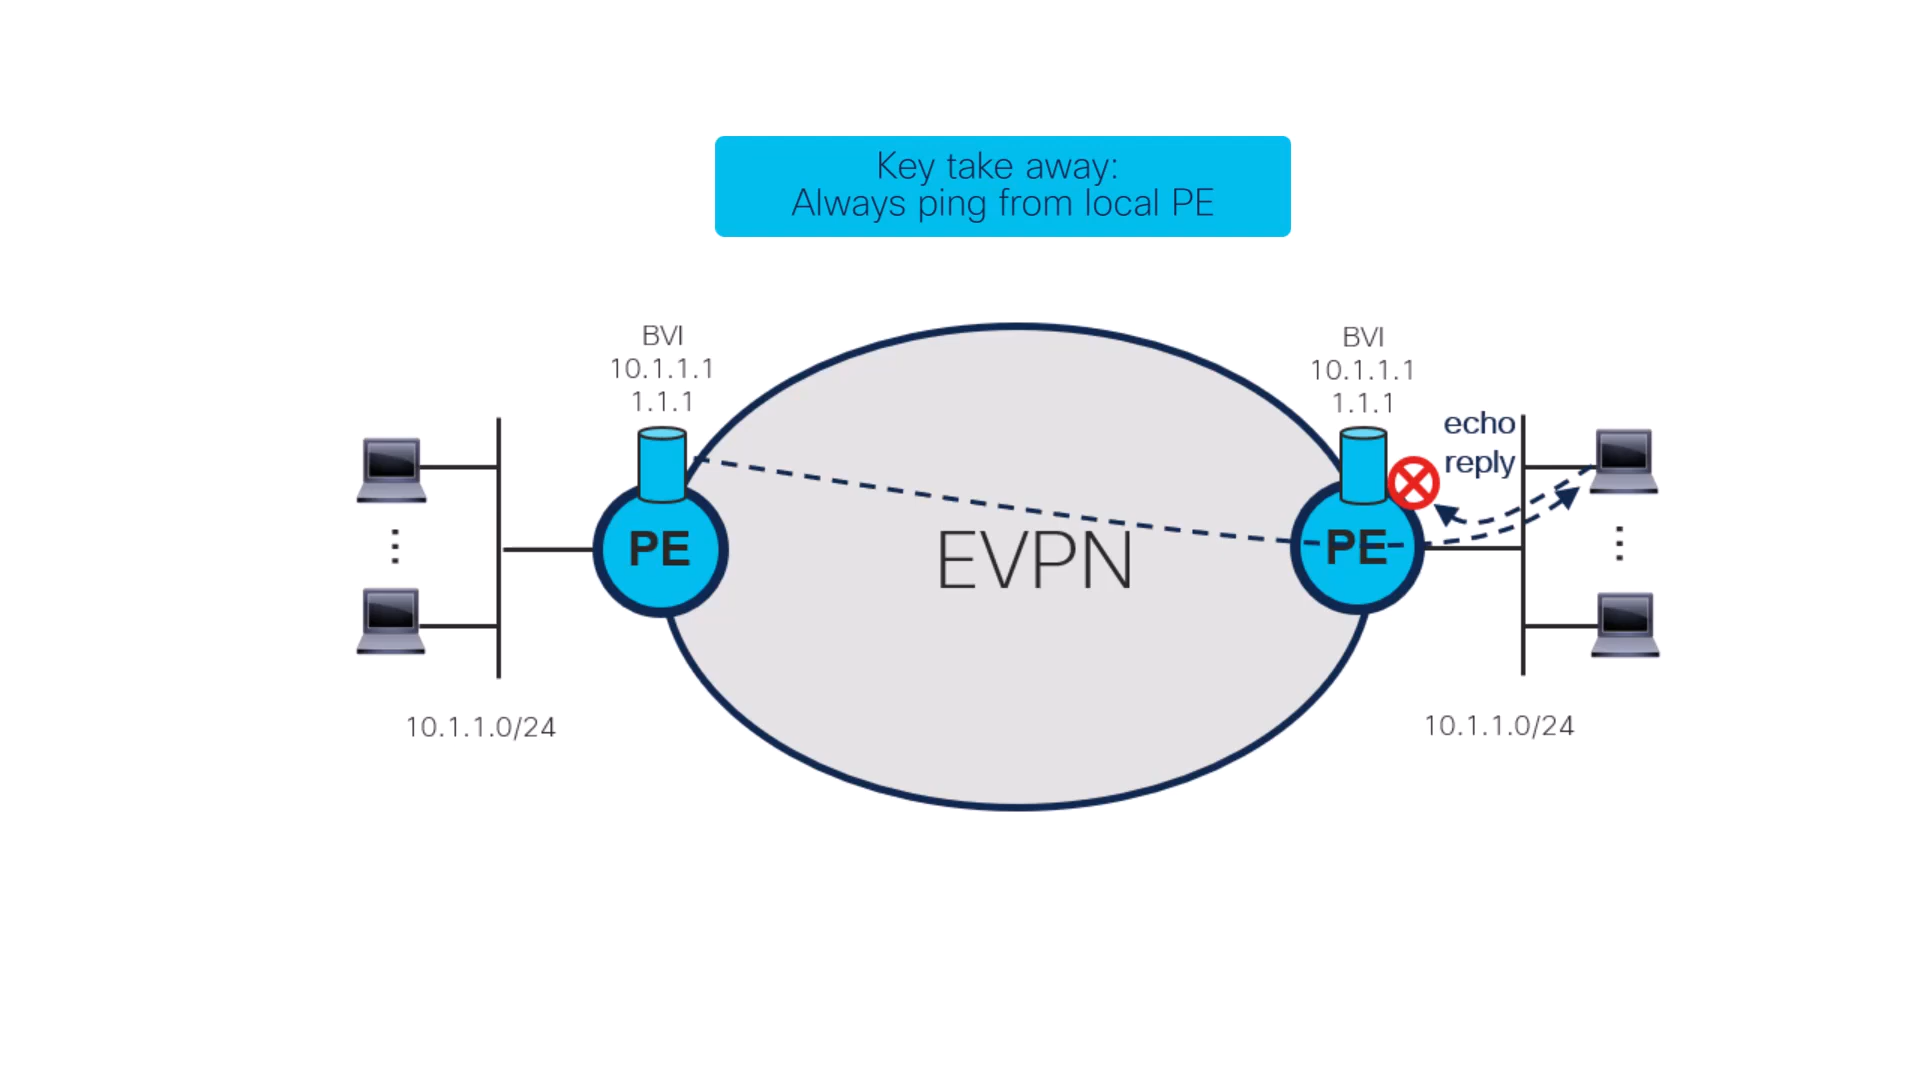 Key take away:
Always ping from local PE
BVI
10.1.1.1
1.1.1
BVI
10.1.1.1
1.1.1
echo
reply
PE
EVPN
PE
10.1.1.0/24
10.1.1.0/24